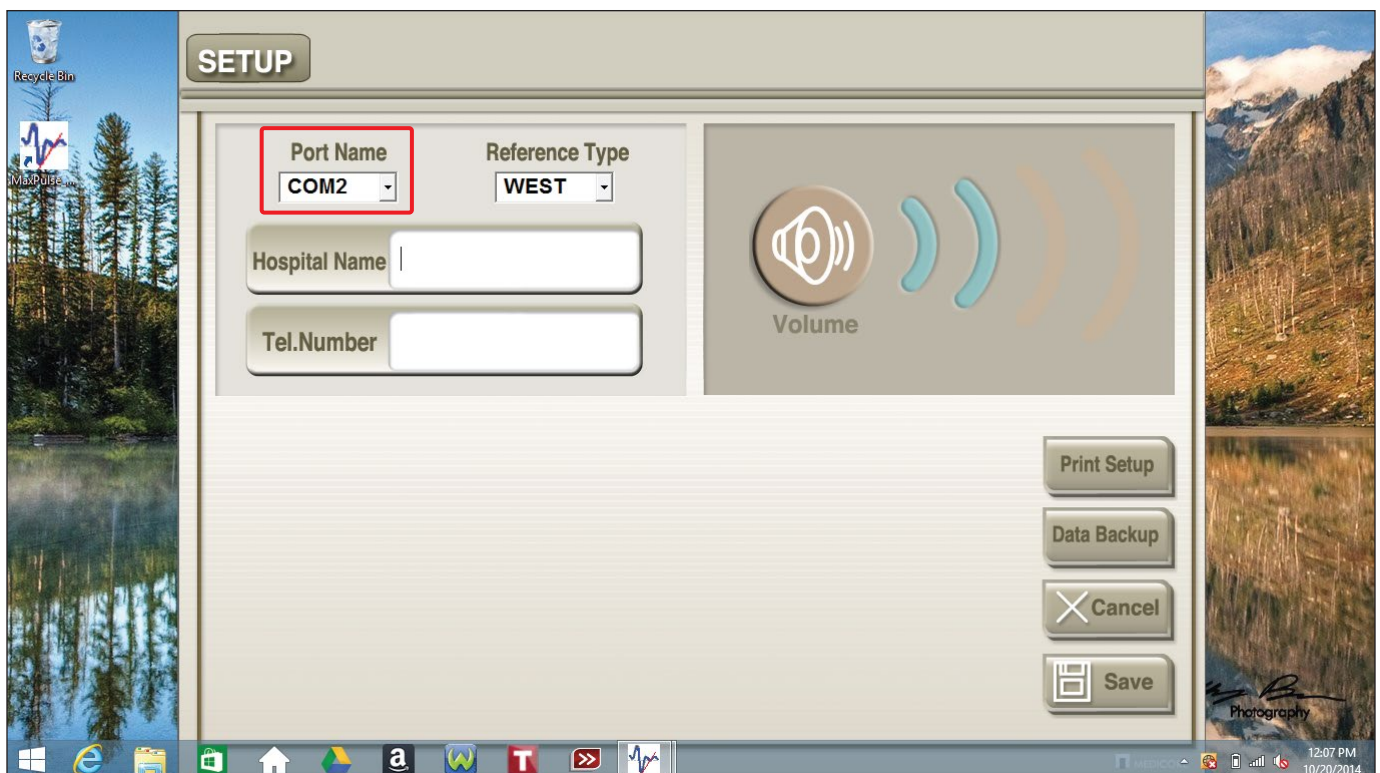 Recycle Bin
SETUP
MaxPulse ...
Port Name
Reference Type
COM2
WEST
Hospital Name
Tel.Number
Volume
Print Setup
Data Backup
Cancel
Save
Photography
a
T
MEDICO
12:07 PM
10/20/2014